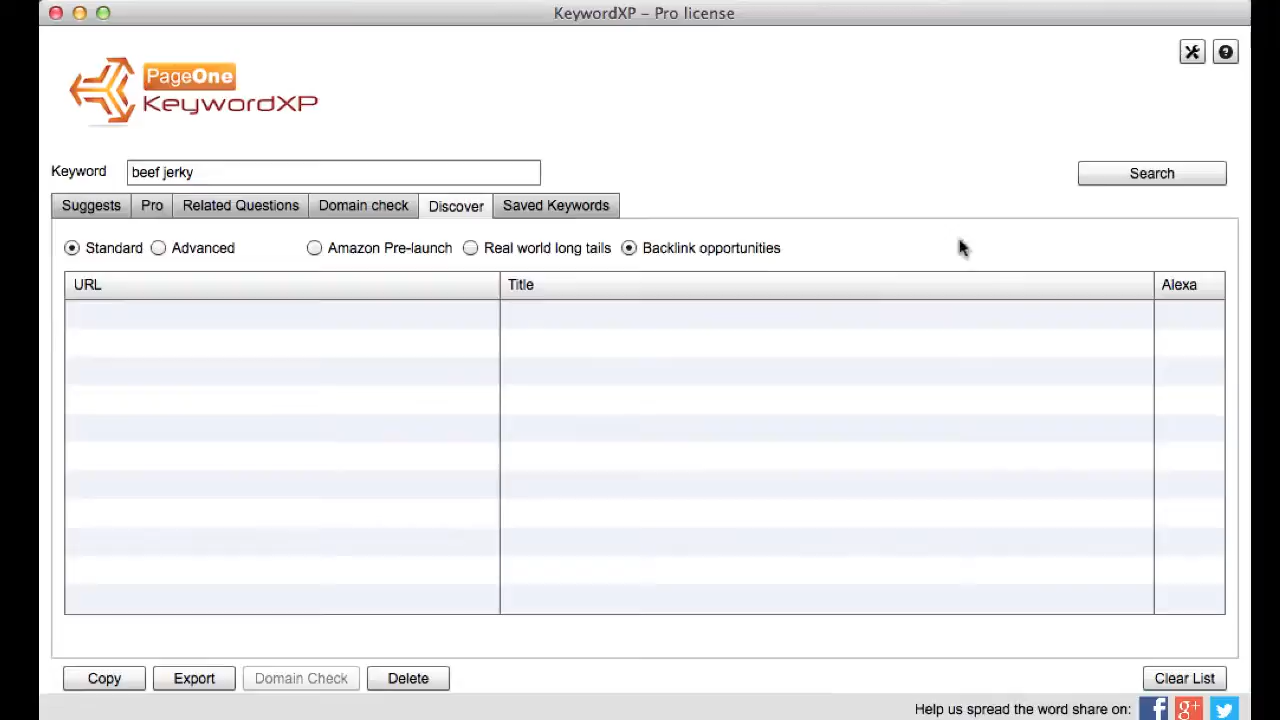 KeywordXP – Pro license
PageOne
KeywordXP
Keyword beef jerky Search
Suggests Pro Related Questions Domain check Discover Saved Keywords
Standard Advanced Amazon Pre-launch Real world long tails Backlink opportunities
URL Title Alexa
Copy Export Domain Check Delete Clear List
Help us spread the word share on: f g+